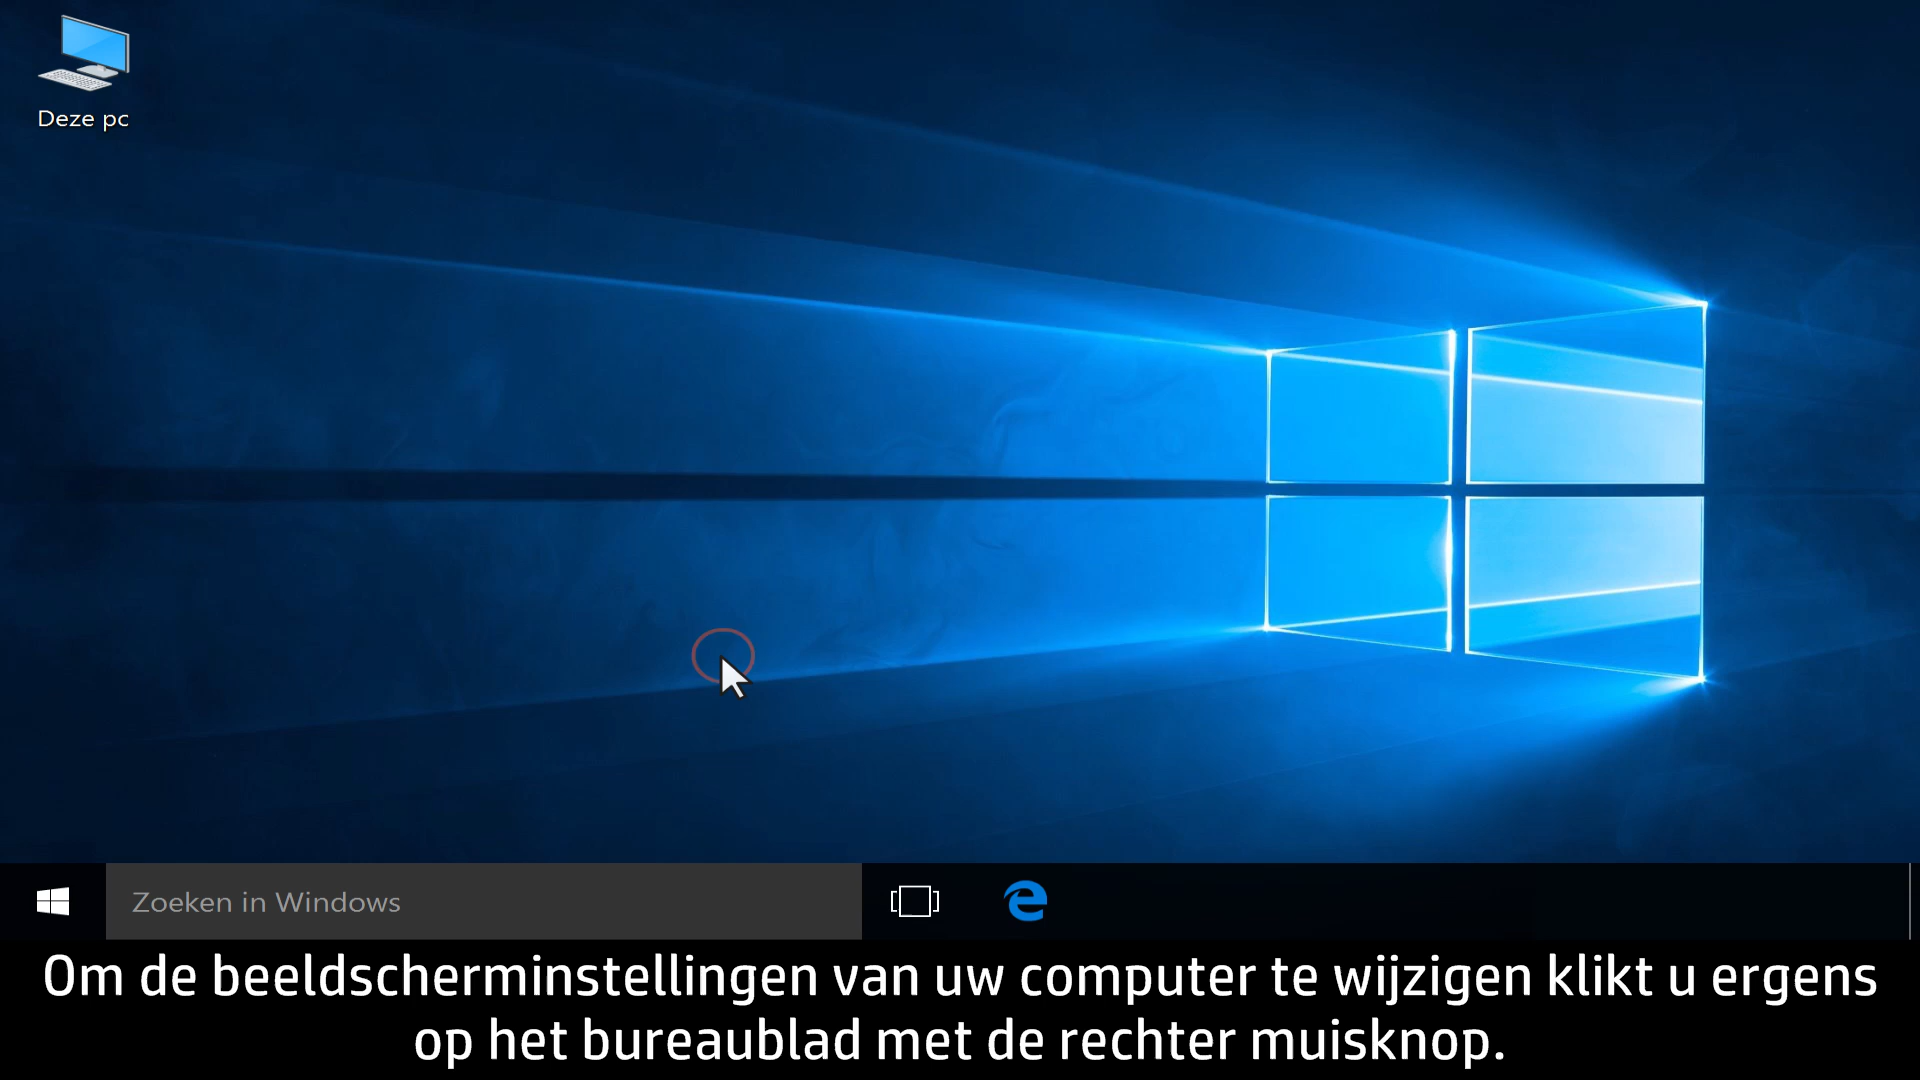 Deze pc
Zoeken in Windows
Om de beeldscherminstellingen van uw computer te wijzigen klikt u ergens
op het bureaublad met de rechter muisknop.